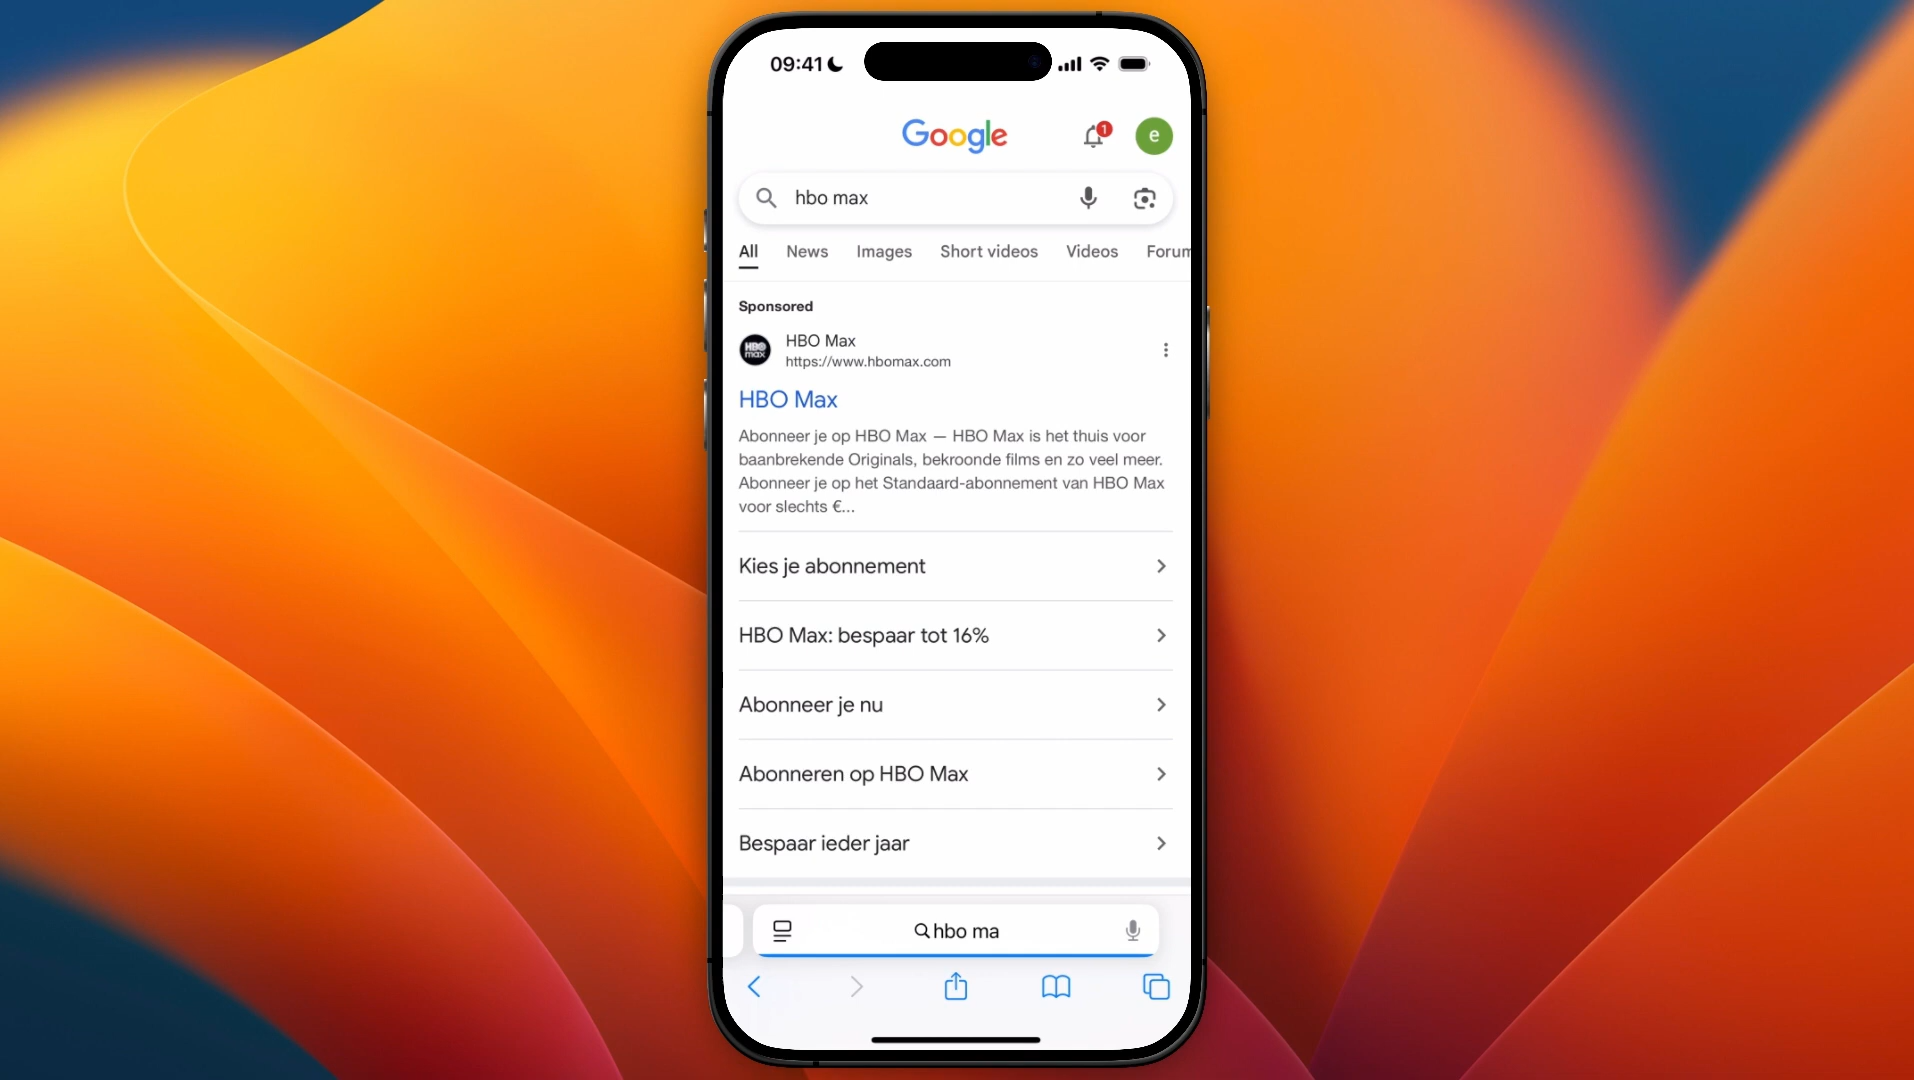 09:41
Google
1
e
hbo max
All News Images Short videos Videos Forum
Sponsored
HBO max
HBO Max
https://www.hbomax.com
HBO Max
Abonneer je op HBO Max — HBO Max is het thuis voor
baanbrekende Originals, bekroonde films en zo veel meer.
Abonneer je op het Standaard-abonnement van HBO Max
voor slechts €...
Kies je abonnement
HBO Max: bespaar tot 16%
Abonneer je nu
Abonneren op HBO Max
Bespaar ieder jaar
hbo ma